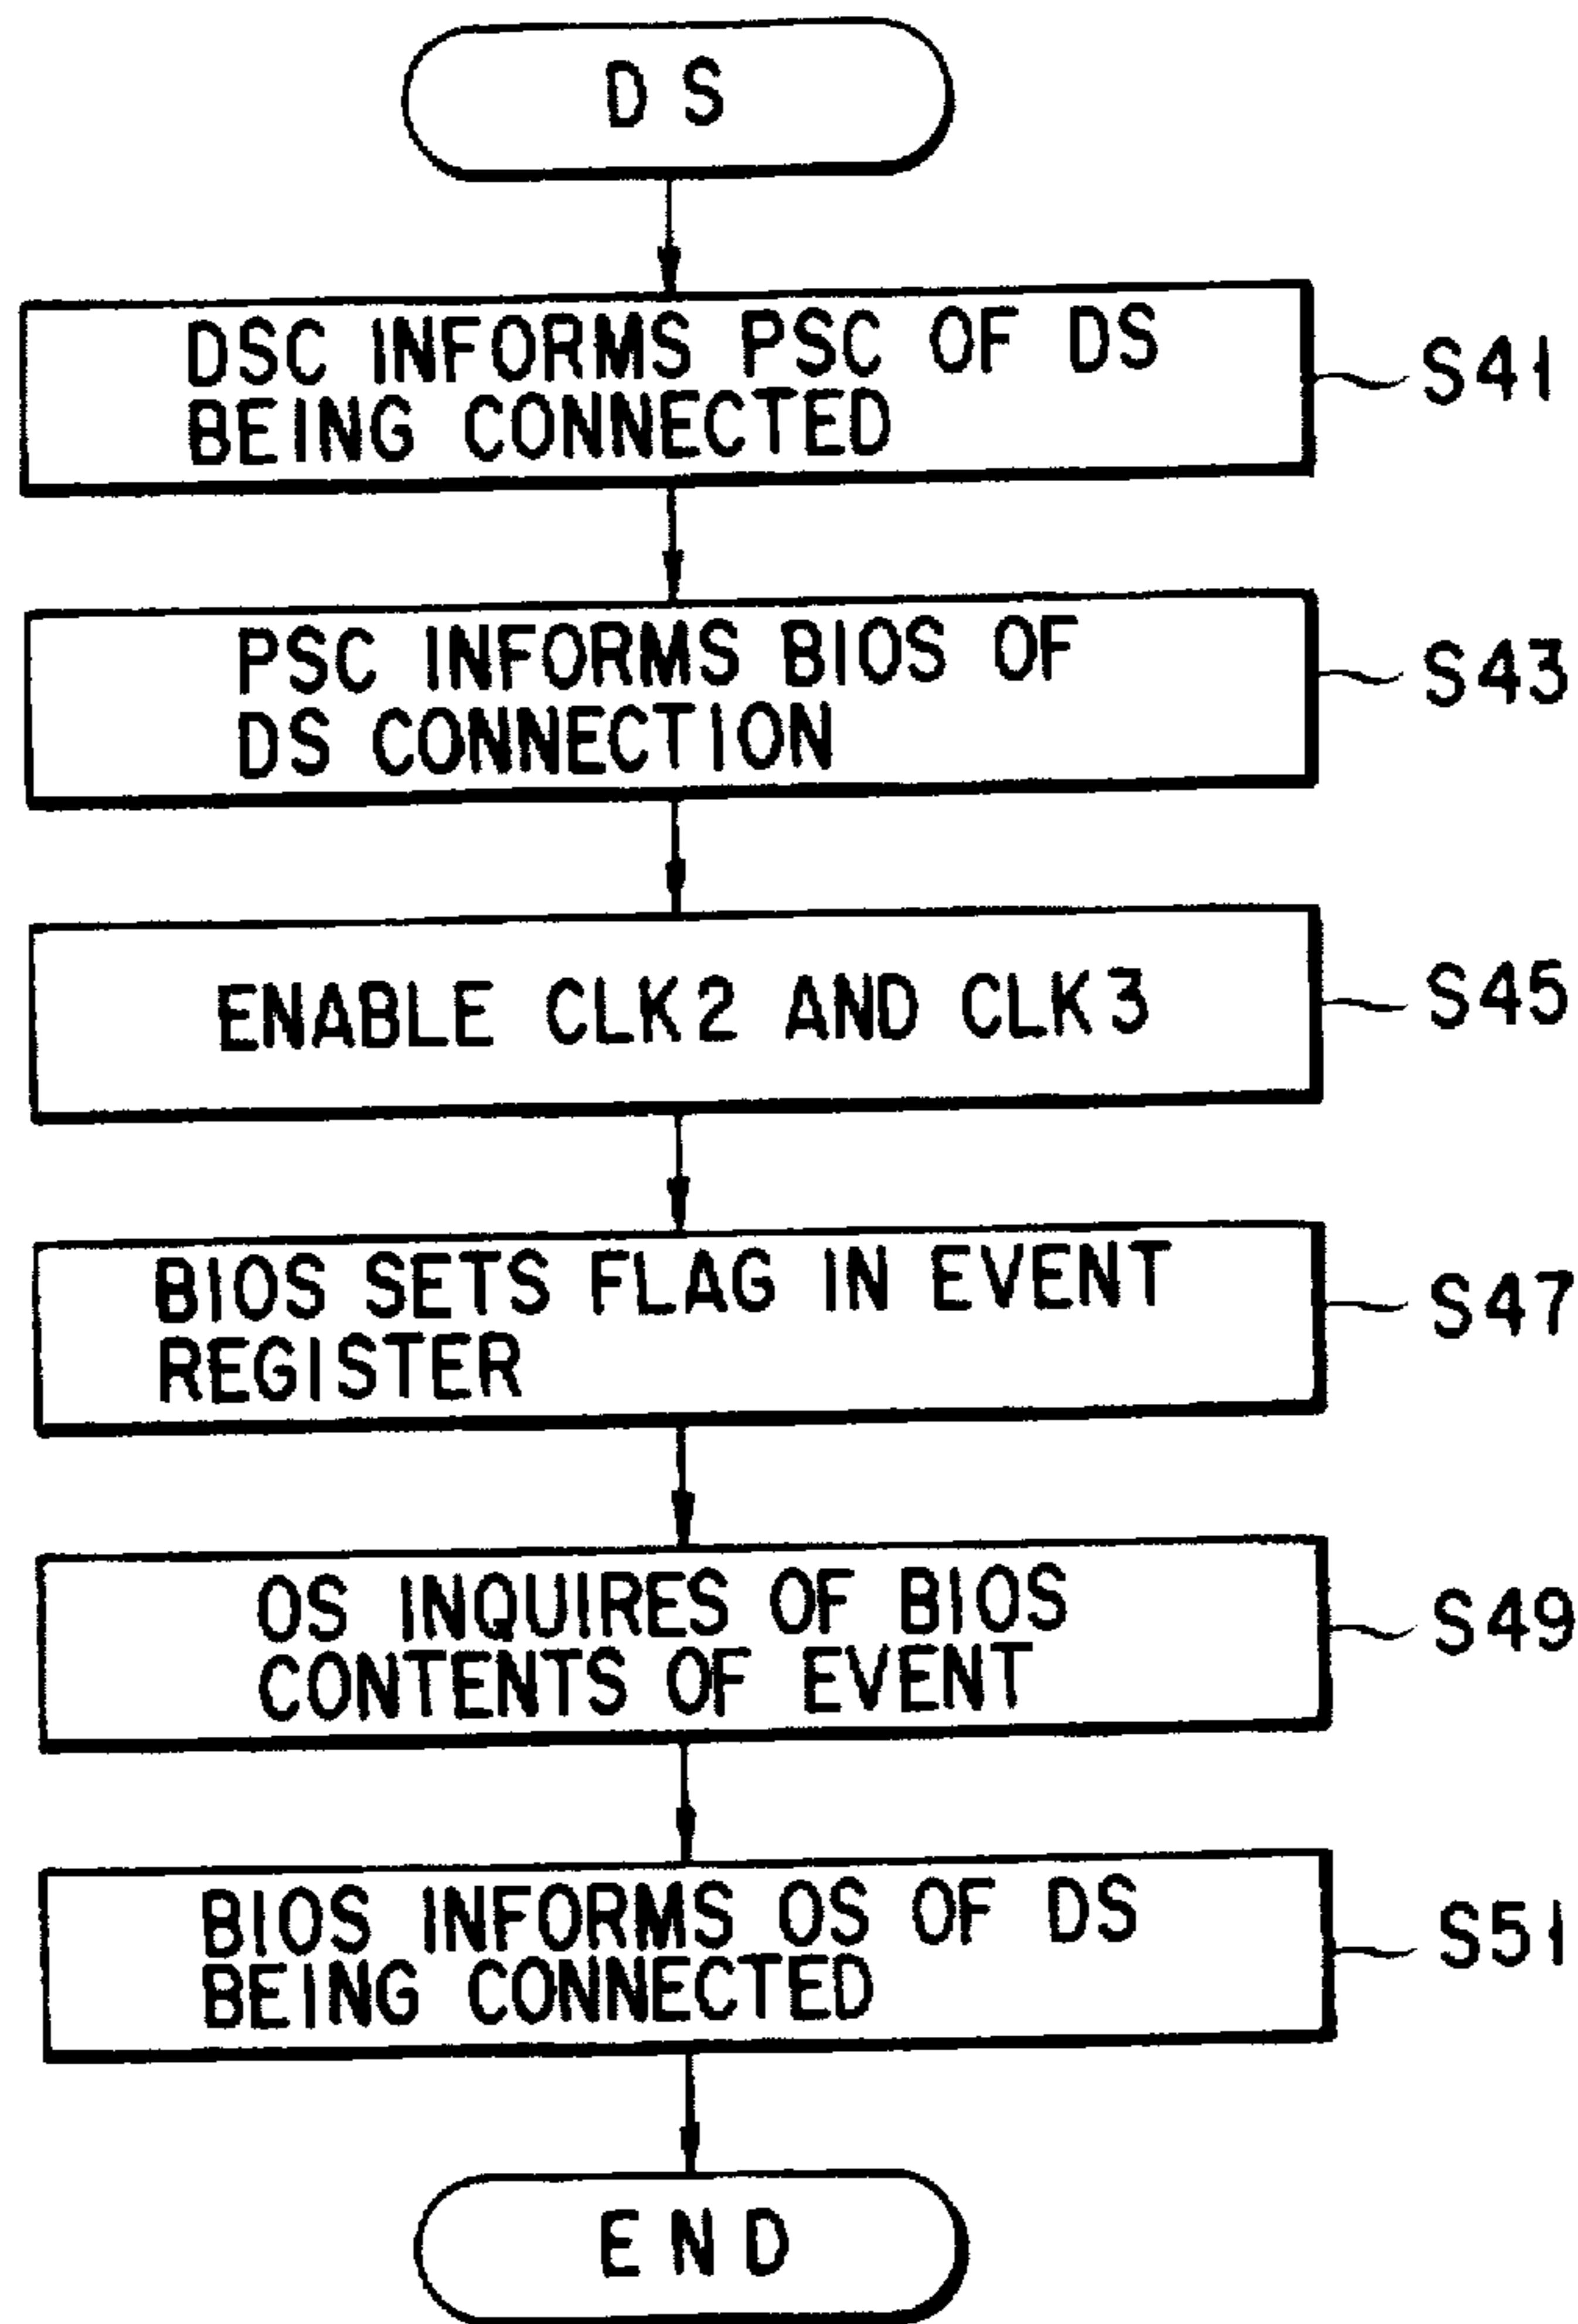 DS
DSC INFORMS PSC OF DS
BEING CONNECTED
S41
PSC INFORMS BIOS OF
DS CONNECTION
S43
ENABLE CLK2 AND CLK3
S45
BIOS SETS FLAG IN EVENT
REGISTER
S47
OS INQUIRES OF BIOS
CONTENTS OF EVENT
S49
BIOS INFORMS OS OF DS
BEING CONNECTED
S51
END